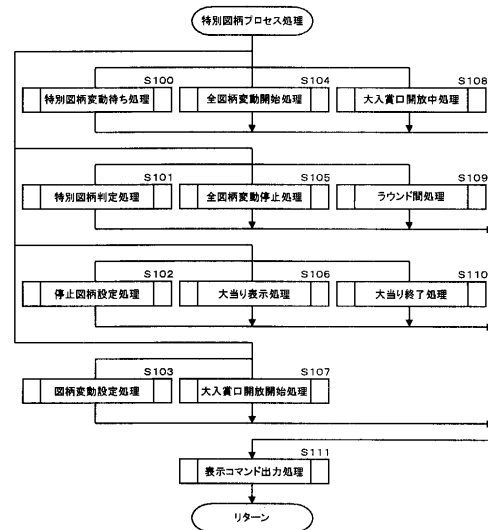 特別図柄プロセス処理
S100
S104
S108
特別図柄変動待ち処理
全図柄変動開始処理
大入賞口開放中処理
S101
S105
S109
特別図柄判定処理
全図柄変動停止処理
ラウンド間処理
S102
S106
S110
停止図柄設定処理
大当り表示処理
大当り終了処理
S103
S107
図柄変動設定処理
大入賞口開放開始処理
S111
表示コマンド出力処理
リターン